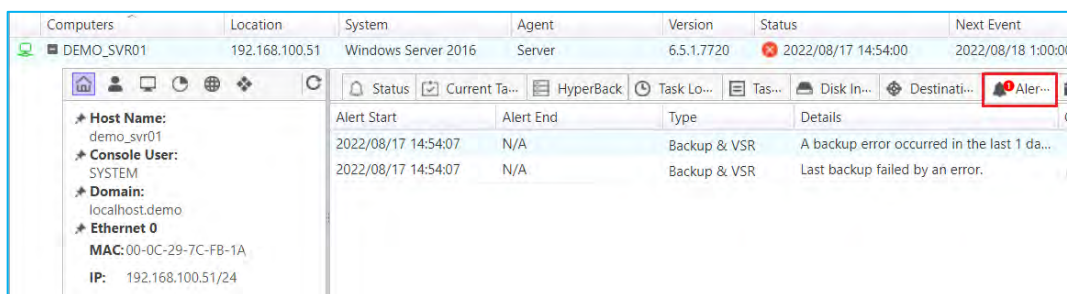 Computers Location System Agent Version Status Next Event
DEMO_SVR01 192.168.100.51 Windows Server 2016 Server 6.5.1.7720 2022/08/17 14:54:00 2022/08/18 1:00:00
Status Current Ta... HyperBack Task Lo... Tas... Disk In... Destinati... 1 Aler...
Host Name:
demo_svr01
Console User:
SYSTEM
Domain:
localhost.demo
Ethernet 0
MAC: 00-0C-29-7C-FB-1A
IP: 192.168.100.51/24
Alert Start Alert End Type Details
2022/08/17 14:54:07 N/A Backup & VSR A backup error occurred in the last 1 da...
2022/08/17 14:54:07 N/A Backup & VSR Last backup failed by an error.